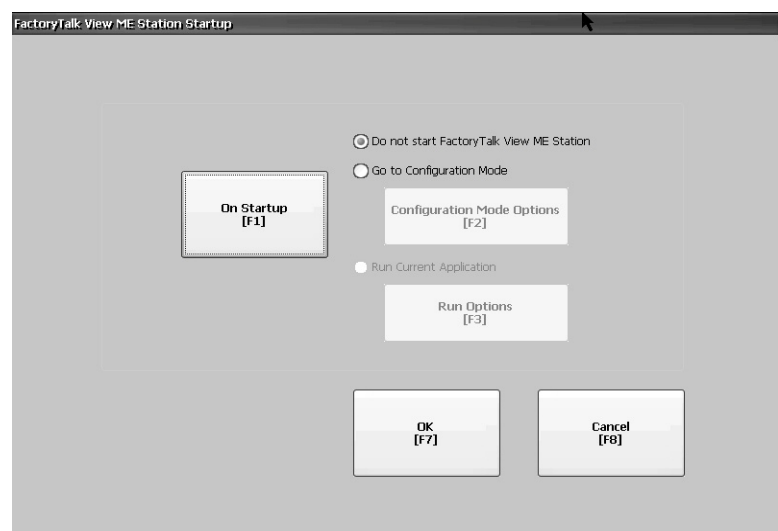 FactoryTalk View ME Station Startup
Do not start FactoryTalk View ME Station
Go to Configuration Mode
On Startup
[F1]
Configuration Mode Options
[F2]
Run Current Application
Run Options
[F3]
OK
[F7]
Cancel
[F8]